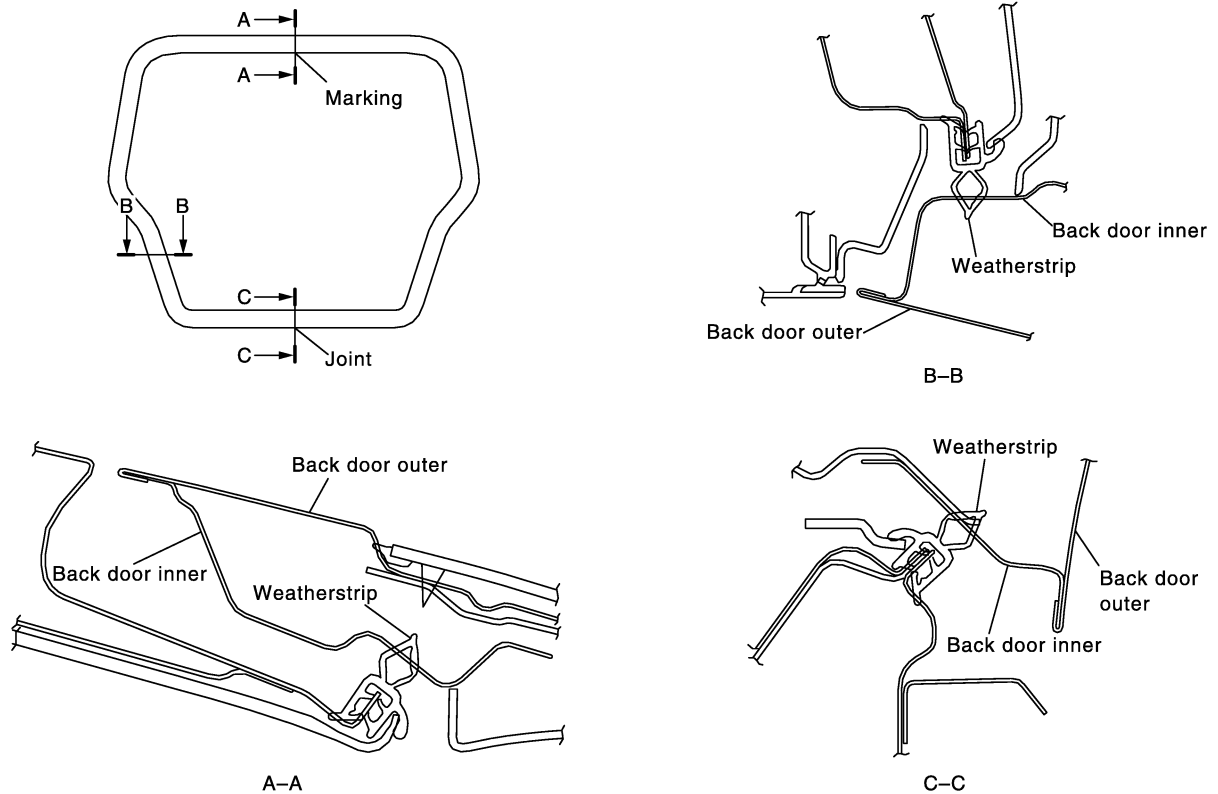 A
A
Marking
B
B
C
C
Joint
Back door inner
Weatherstrip
Back door outer
B–B
Back door outer
Back door inner
Weatherstrip
A–A
Weatherstrip
Back door
outer
Back door inner
C–C